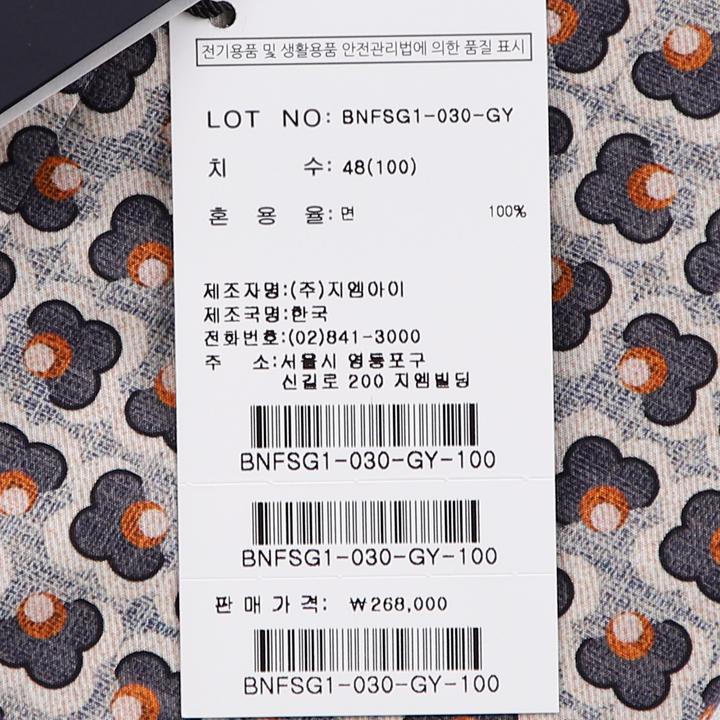 전기용품 및 생활용품 안전관리법에 의한 품질 표시
LOT NO: BNFSG1-030-GY
치 수: 48(100)
혼 용 율: 면 100%
제조자명:(주)지엠아이
제조국명:한국
전화번호:(02)841-3000
주 소:서울시 영등포구
신길로 200 지엠빌딩
BNFSG1-030-GY-100
BNFSG1-030-GY-100
판 매 가 격: ₩268,000
BNFSG1-030-GY-100